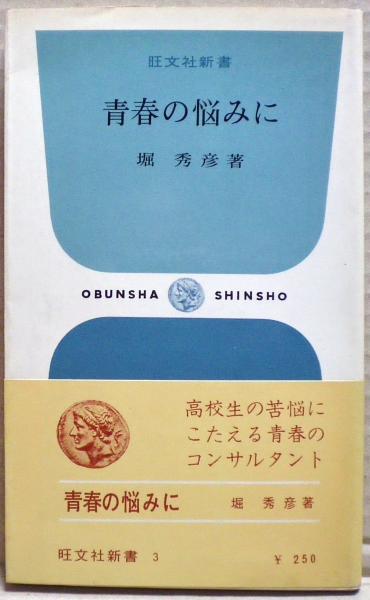 旺文社新書
青春の悩みに
堀 秀彦著
OBUNSHA SHINSHO
高校生の苦悩に
こたえる青春の
コンサルタント
青春の悩みに 堀 秀彦著
旺文社新書 3 ¥ 250